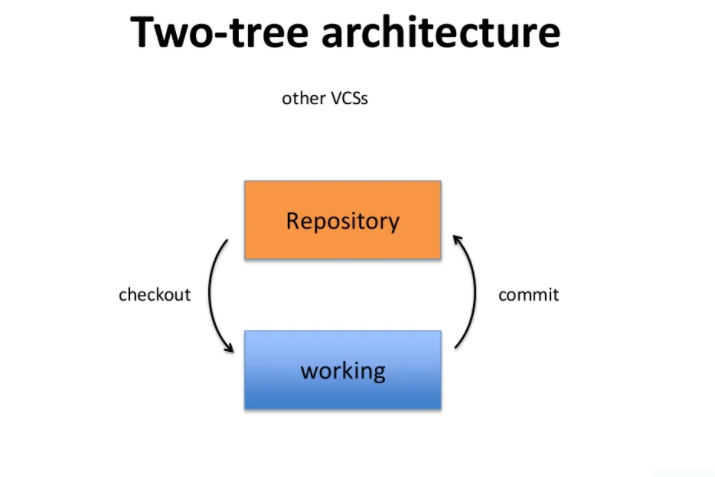 Two-tree architecture
other VCSs
Repository
checkout
commit
working